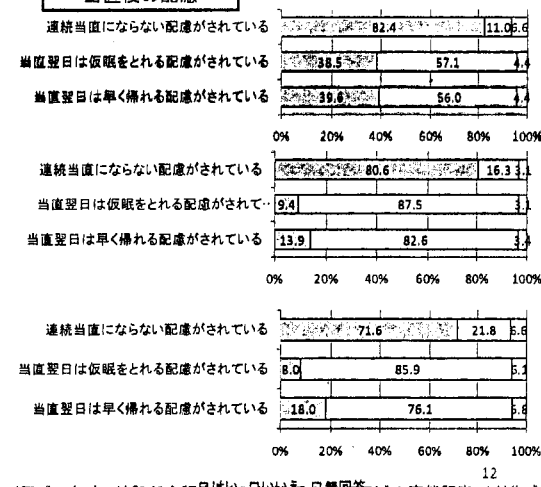 連続当直にならない配慮がされている 82.4 11.0 6.6
当直翌日は仮眠をとれる配慮がされている 38.5 57.1 4.4
当直翌日は早く帰れる配慮がされている 39.6 56.0 4.4
0% 20% 40% 60% 80% 100%
連続当直にならない配慮がされている 80.6 16.3 3.1
当直翌日は仮眠をとれる配慮がされて‥ 9.4 87.5 3.1
当直翌日は早く帰れる配慮がされている 13.9 82.6 3.4
0% 20% 40% 60% 80% 100%
連続当直にならない配慮がされている 71.6 21.8 6.6
当直翌日は仮眠をとれる配慮がされている 8.0 85.9 6.1
当直翌日は早く帰れる配慮がされている 18.0 76.1 5.8
0% 20% 40% 60% 80% 100%
12